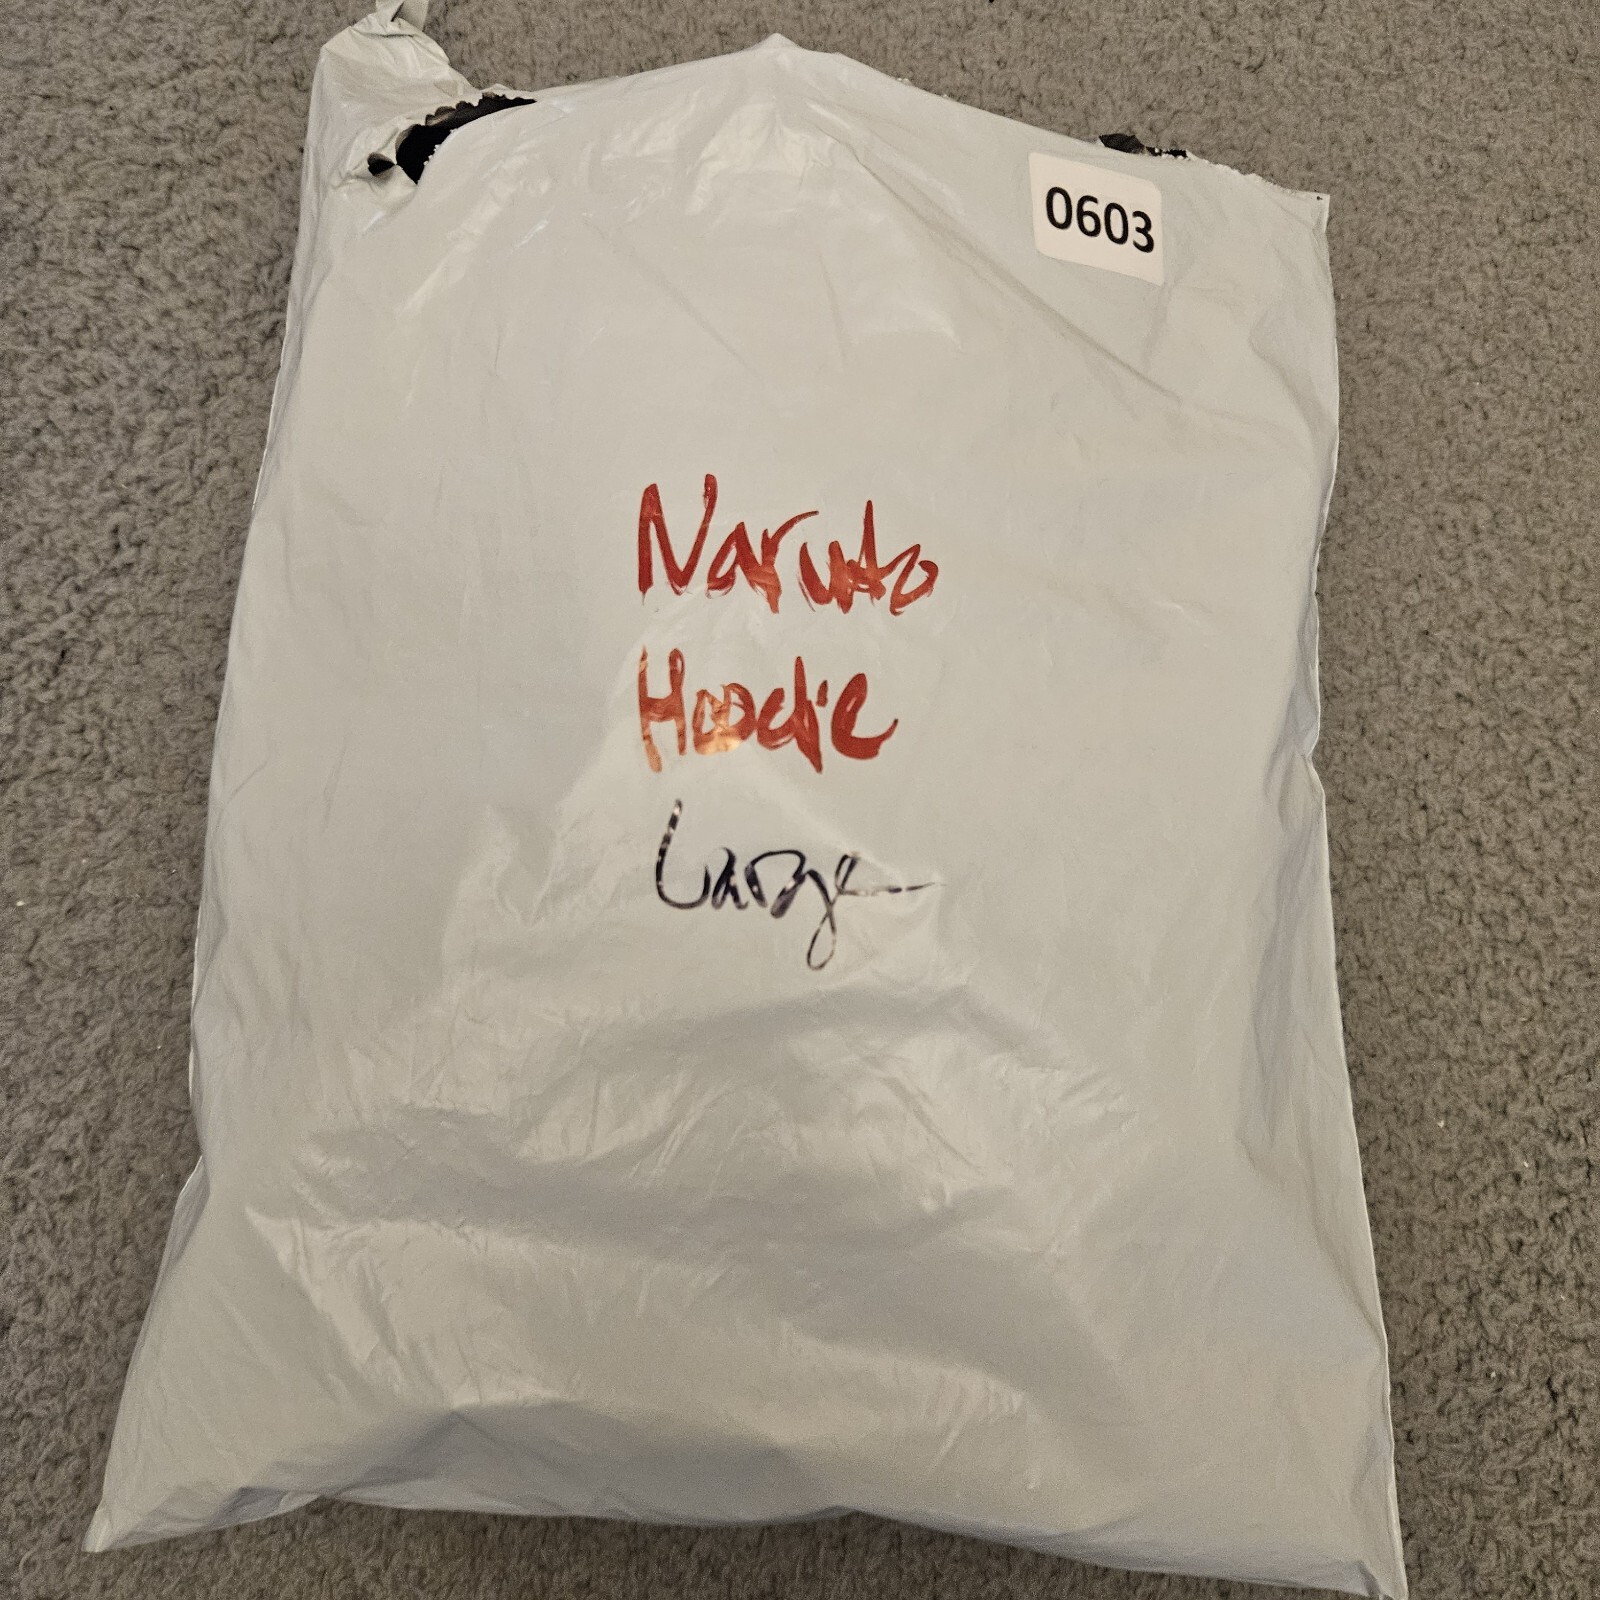 0603
Naruto
Hoodie
Large